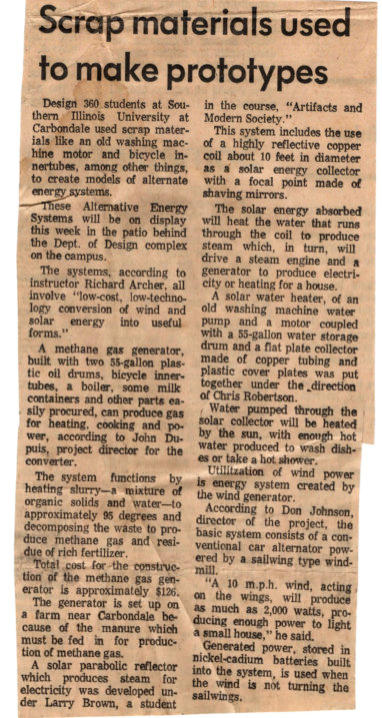 Scrap materials used
to make prototypes
Design 360 students at Sou-
thern Illinois University at
Carbondale used scrap mater-
ials like an old washing mac-
hine motor and bicycle in-
nertubes, among other things,
to create models of alternate
energy systems.
These Alternative Energy
Systems will be on display
this week in the patio behind
the Dept. of Design complex
on the campus.
The systems, according to
instructor Richard Archer, all
involve "low-cost, low-techno-
logy conversion of wind and
solar energy into useful
forms."
A methane gas generator,
built with two 55-gallon plas-
tic oil drums, bicycle inner-
tubes, a boiler, some milk
containers and other parts ea-
sily procured, can produce gas
for heating, cooking and po-
wer, according to John Du-
puis, project director for the
converter.
The system functions by
heating slurry—a mixture of
organic solids and water—to
approximately 95 degrees and
decomposing the waste to pro-
duce methane gas and resi-
due of rich fertilizer.
Total cost for the construc-
tion of the methane gas gen-
erator is approximately $126.
The generator is set up on
a farm near Carbondale be-
cause of the manure which
must be fed in for produc-
tion of methane gas.
A solar parabolic reflector
which produces steam for
electricity was developed un-
der Larry Brown, a student
in the course, "Artifacts and
Modern Society."
This system includes the use
of a highly reflective copper
coil about 10 feet in diameter
as a solar energy collector
with a focal point made of
shaving mirrors.
The solar energy absorbed
will heat the water that runs
through the coil to produce
steam which, in turn, will
drive a steam engine and a
generator to produce electri-
city or heating for a house.
A solar water heater, of an
old washing machine water
pump and a motor coupled
with a 55-gallon water storage
drum and a flat plate collector
made of copper tubing and
plastic cover plates was put
together under the direction
of Chris Robertson.
Water pumped through the
solar collector will be heated
by the sun, with enough hot
water produced to wash dish-
es or take a hot shower.
Utilitzation of wind power
is energy system created by
the wind generator.
According to Don Johnson,
director of the project, the
basic system consists of a con-
ventional car alternator pow-
ered by a sailwing type wind-
mill.
"A 10 m.p.h. wind, acting
on the wings, will produce
as much as 2,000 watts, pro-
ducing enough power to light
a small house," he said.
Generated power, stored in
nickel-cadium batteries built
into the system, is used when
the wind is not turning the
sailwings.